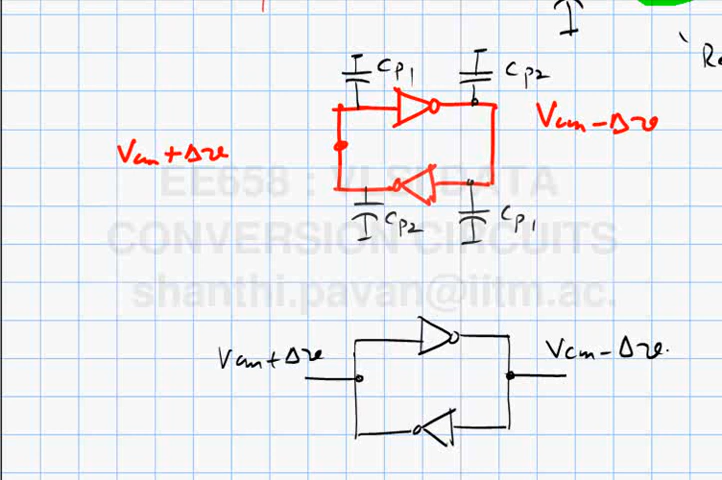 Cp1
Cp2
Vcm+Δv
Vcm-Δv
EE658 : VLSI DATA
CONVERSION CIRCUITS
shanthi.pavan@iitm.ac.
Cp2
Cp1
Vcm+Δv
Vcm-Δv.